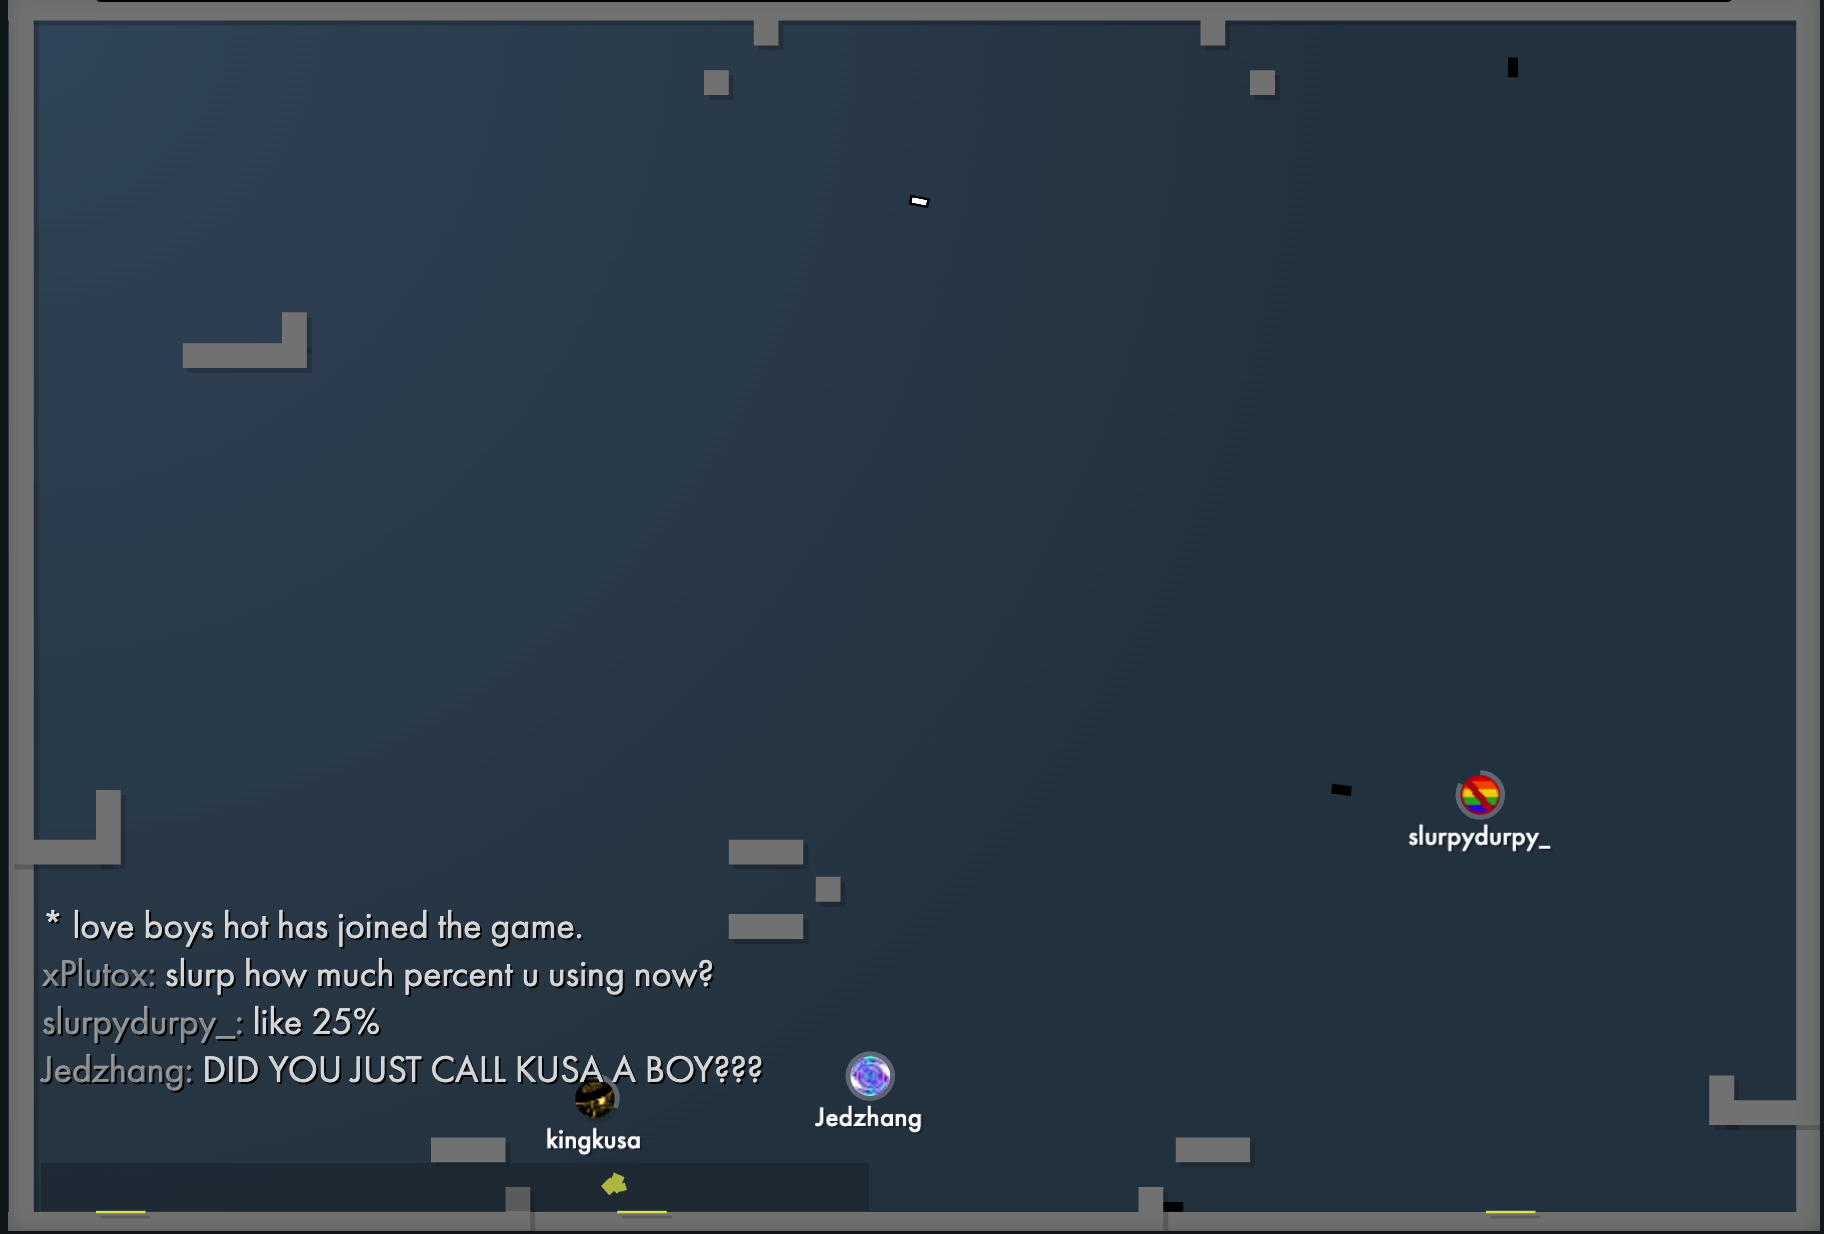 slurpydurpy_
* love boys hot has joined the game.
xPlutox: slurp how much percent u using now?
slurpydurpy_: like 25%
Jedzhang: DID YOU JUST CALL KUSA A BOY???
Jedzhang
kingkusa